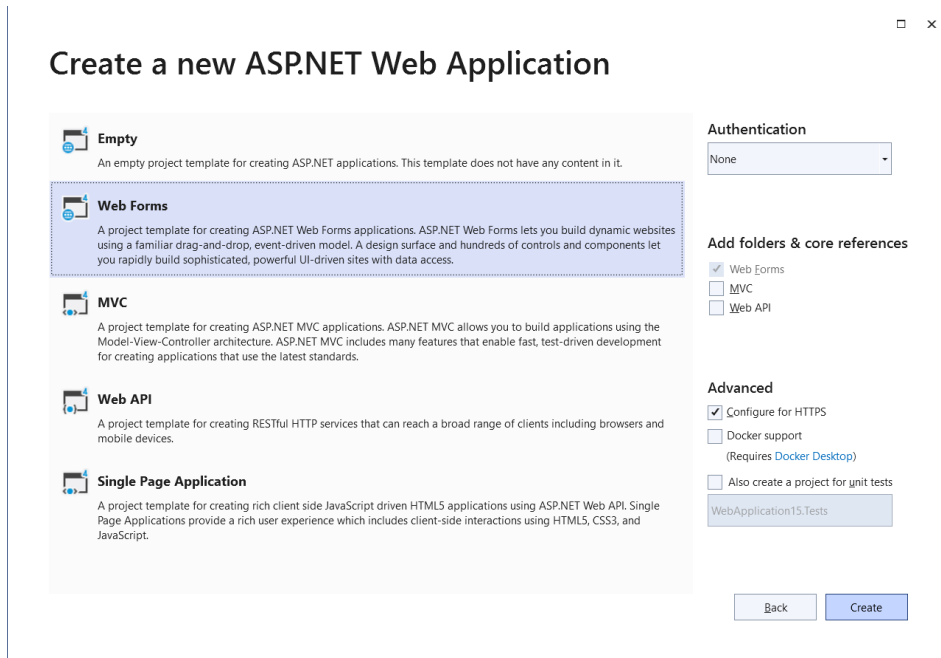 Create a new ASP.NET Web Application
Empty
An empty project template for creating ASP.NET applications. This template does not have any content in it.
Web Forms
A project template for creating ASP.NET Web Forms applications. ASP.NET Web Forms lets you build dynamic websites
using a familiar drag-and-drop, event-driven model. A design surface and hundreds of controls and components let
you rapidly build sophisticated, powerful UI-driven sites with data access.
MVC
A project template for creating ASP.NET MVC applications. ASP.NET MVC allows you to build applications using the
Model-View-Controller architecture. ASP.NET MVC includes many features that enable fast, test-driven development
for creating applications that use the latest standards.
Web API
A project template for creating RESTful HTTP services that can reach a broad range of clients including browsers and
mobile devices.
Single Page Application
A project template for creating rich client side JavaScript driven HTML5 applications using ASP.NET Web API. Single
Page Applications provide a rich user experience which includes client-side interactions using HTML5, CSS3, and
JavaScript.
Authentication
None
Add folders & core references
Web Forms
MVC
Web API
Advanced
Configure for HTTPS
Docker support
(Requires Docker Desktop)
Also create a project for unit tests
WebApplication15.Tests
Back
Create